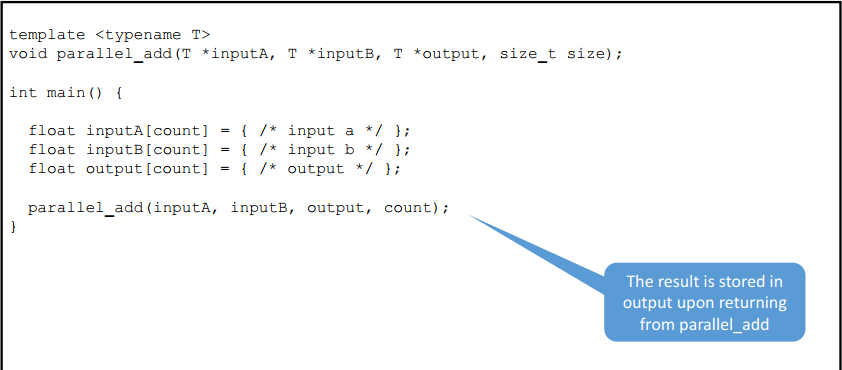 template <typename T>
void parallel_add(T *inputA, T *inputB, T *output, size_t size);
int main() {
float inputA[count] = { /* input a */ };
float inputB[count] = { /* input b */ };
float output[count] = { /* output */ };
parallel_add(inputA, inputB, output, count);
}
The result is stored in
output upon returning
from parallel_add